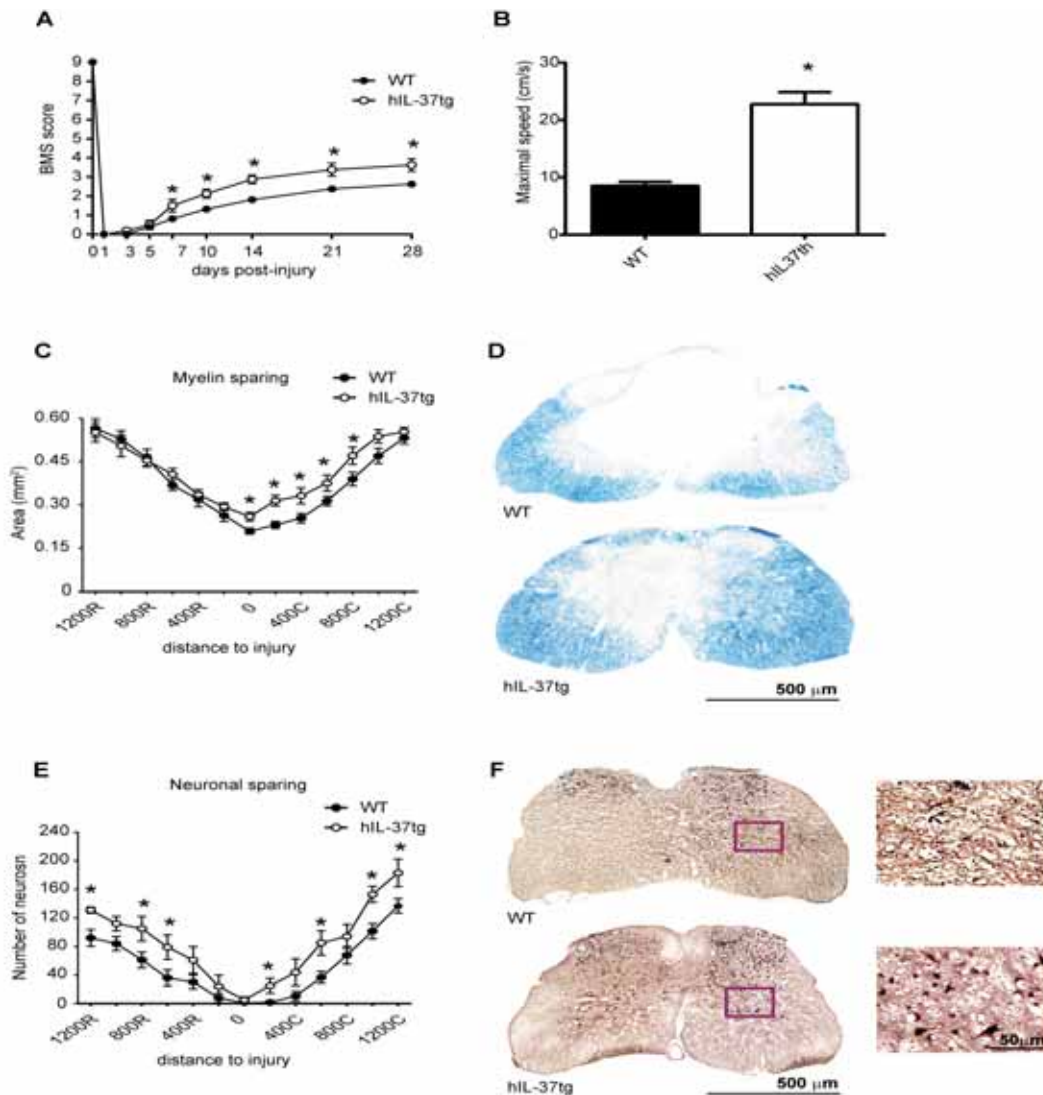 A
BMS score
9
8
7
6
5
4
3
2
1
0
WT
hIL-37tg
* * * * *
01 3 5 7 10 14 21 28
days post-injury
B
Maximal speed (cm/s)
30
20
10
0
*
WT
hIL37th
C
Myelin sparing
WT
hIL-37tg
Area (mm²)
0.60
0.45
0.30
0.15
0
* * * * *
1200R 800R 400R 0 400C 800C 1200C
distance to injury
D
WT
hIL-37tg
500 µm
E
Neuronal sparing
WT
hIL-37tg
Number of neurosn
240
200
160
120
80
40
0
* * * * * * *
1200R 800R 400R 0 400C 800C 1200C
distance to injury
F
WT
hIL-37tg
500 µm
50µm